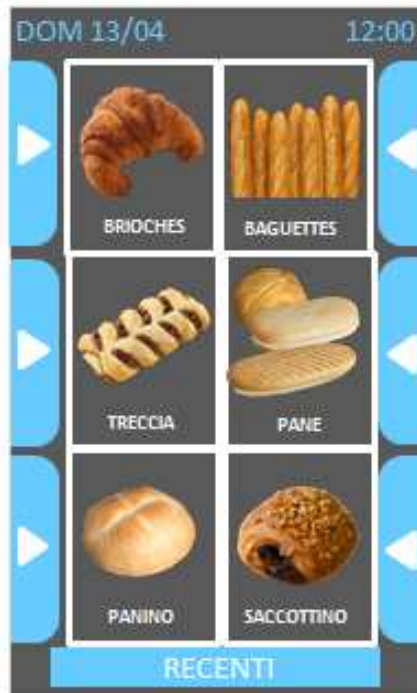 DOM 13/04 12:00
BRIOCHES BAGUETTES
TRECCIA PANE
PANINO SACCOTTINO
RECENTI